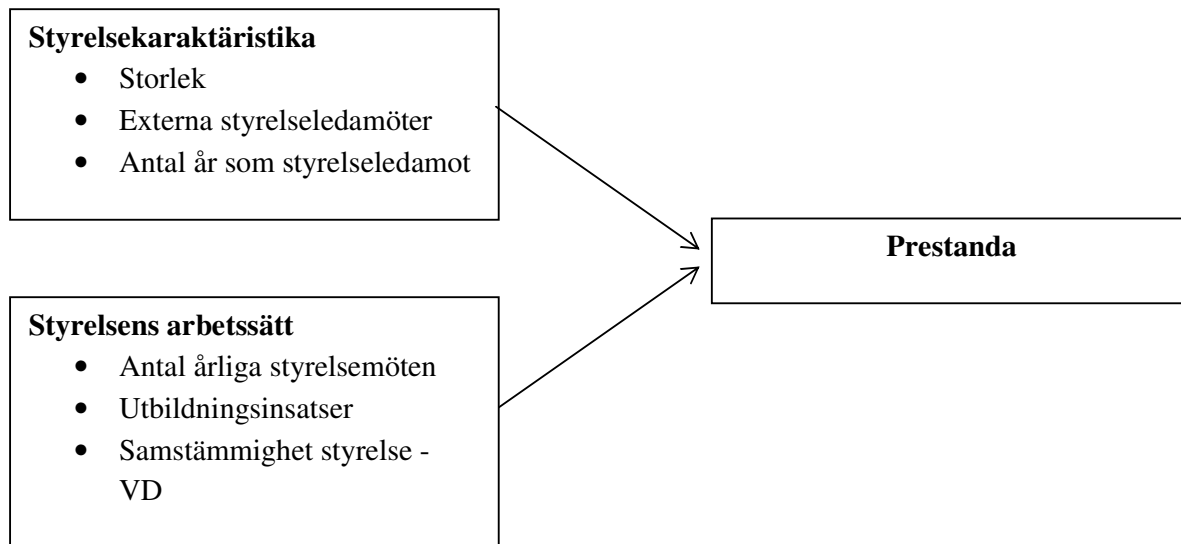 Styrelsekaraktäristika
• Storlek
• Externa styrelseledamöter
• Antal år som styrelseledamot
Prestanda
Styrelsens arbetssätt
• Antal årliga styrelsemöten
• Utbildningsinsatser
• Samstämmighet styrelse -
VD